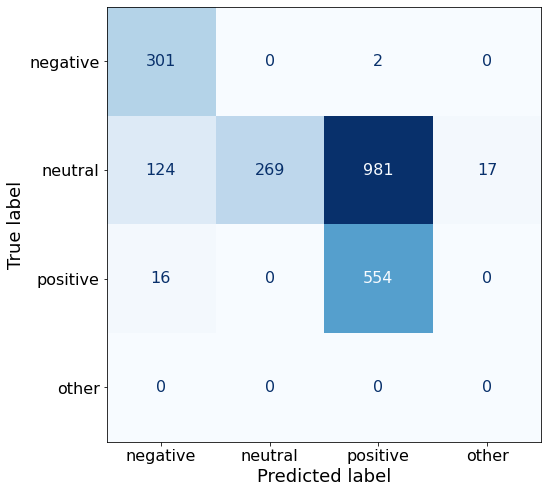 negative 301 0 2 0
neutral 124 269 981 17
positive 16 0 554 0
other 0 0 0 0
negative neutral positive other
Predicted label
True label